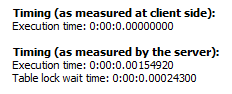 Timing (as measured at client side):
Execution time: 0:00:0.00000000
Timing (as measured by the server):
Execution time: 0:00:0.00154920
Table lock wait time: 0:00:0.00024300